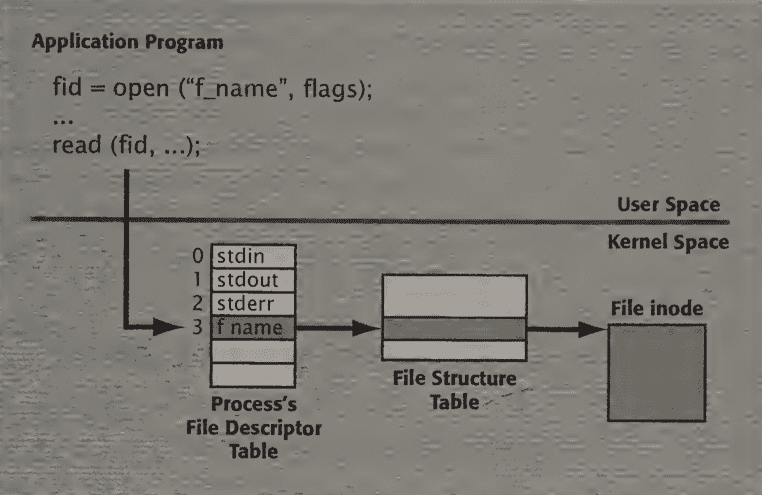 Application Program
fid = open (“f_name”, flags);
...
read (fid, ...);
User Space
Kernel Space
0 stdin
1 stdout
2 stderr
3 f name
File inode
File Structure
Table
Process's
File Descriptor
Table